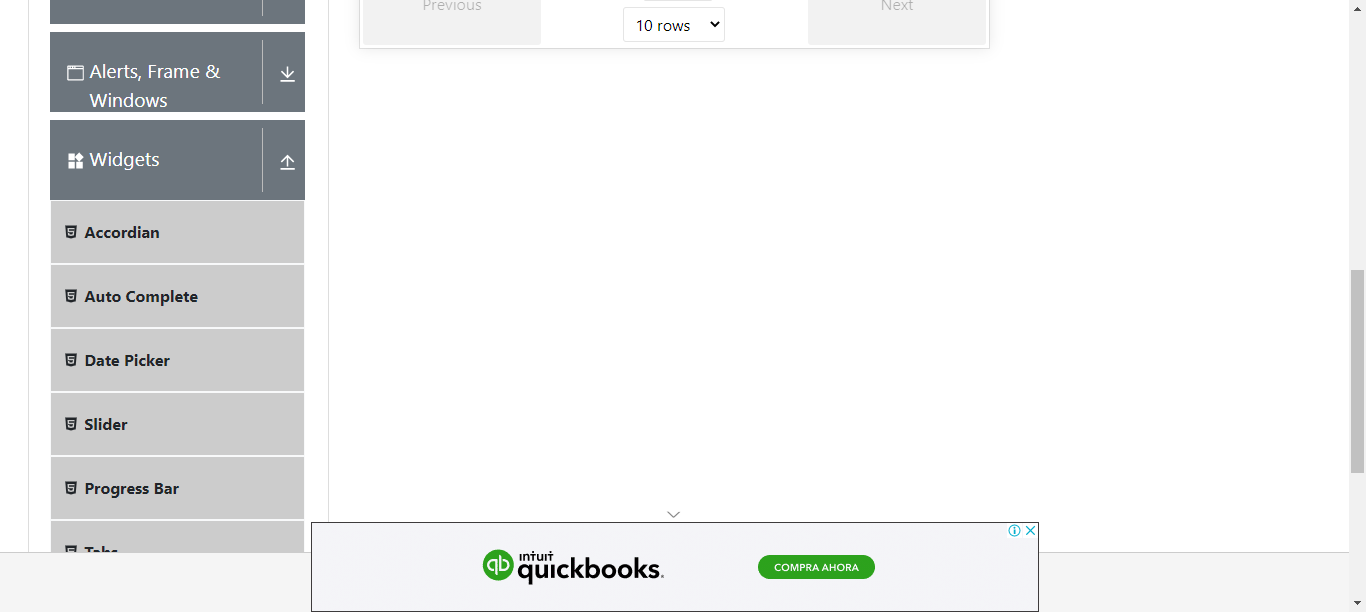 Previous
Next
10 rows
Alerts, Frame &
Windows
Widgets
Accordian
Auto Complete
Date Picker
Slider
Progress Bar
Tabs
intuit
quickbooks.
COMPRA AHORA